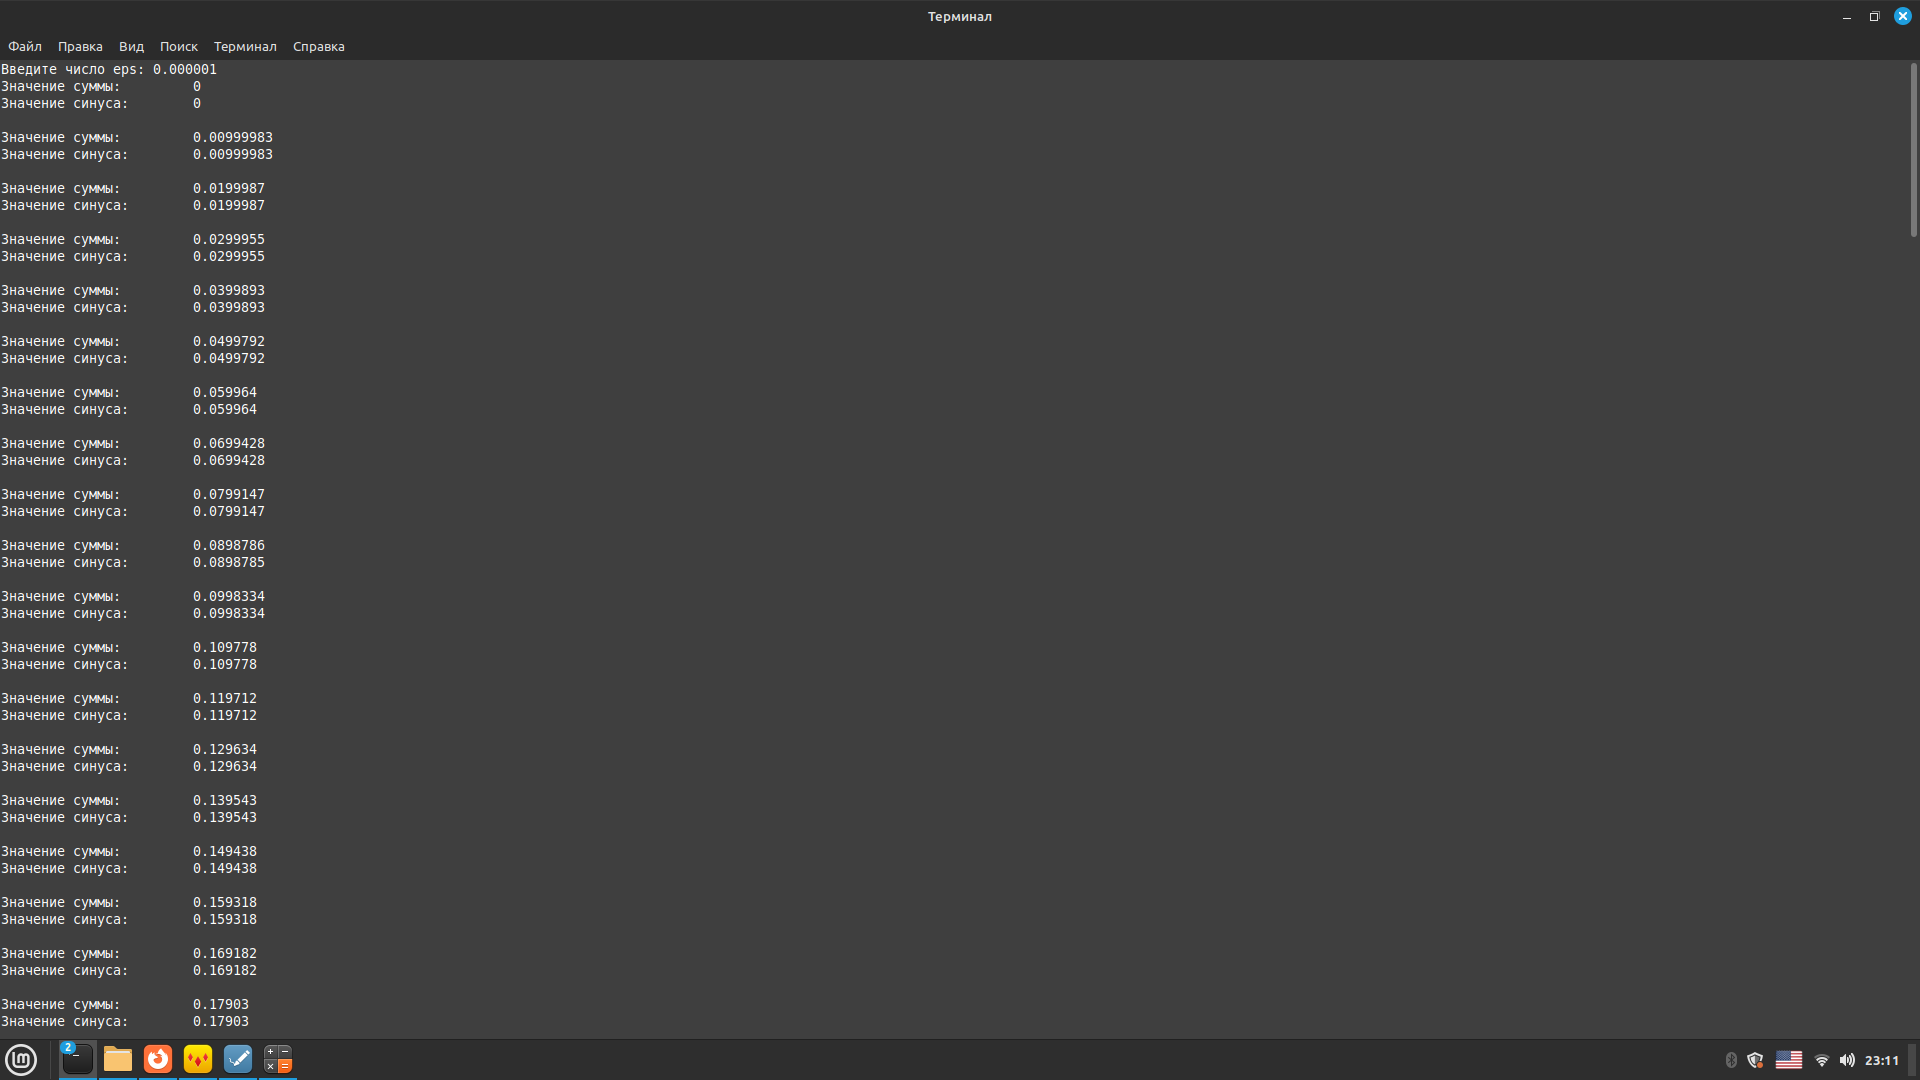 Терминал
Файл Правка Вид Поиск Терминал Справка
Введите число eps: 0.000001
Значение суммы: 0
Значение синуса: 0
Значение суммы: 0.00999983
Значение синуса: 0.00999983
Значение суммы: 0.0199987
Значение синуса: 0.0199987
Значение суммы: 0.0299955
Значение синуса: 0.0299955
Значение суммы: 0.0399893
Значение синуса: 0.0399893
Значение суммы: 0.0499792
Значение синуса: 0.0499792
Значение суммы: 0.059964
Значение синуса: 0.059964
Значение суммы: 0.0699428
Значение синуса: 0.0699428
Значение суммы: 0.0799147
Значение синуса: 0.0799147
Значение суммы: 0.0898786
Значение синуса: 0.0898785
Значение суммы: 0.0998334
Значение синуса: 0.0998334
Значение суммы: 0.109778
Значение синуса: 0.109778
Значение суммы: 0.119712
Значение синуса: 0.119712
Значение суммы: 0.129634
Значение синуса: 0.129634
Значение суммы: 0.139543
Значение синуса: 0.139543
Значение суммы: 0.149438
Значение синуса: 0.149438
Значение суммы: 0.159318
Значение синуса: 0.159318
Значение суммы: 0.169182
Значение синуса: 0.169182
Значение суммы: 0.17903
Значение синуса: 0.17903
2
23:11